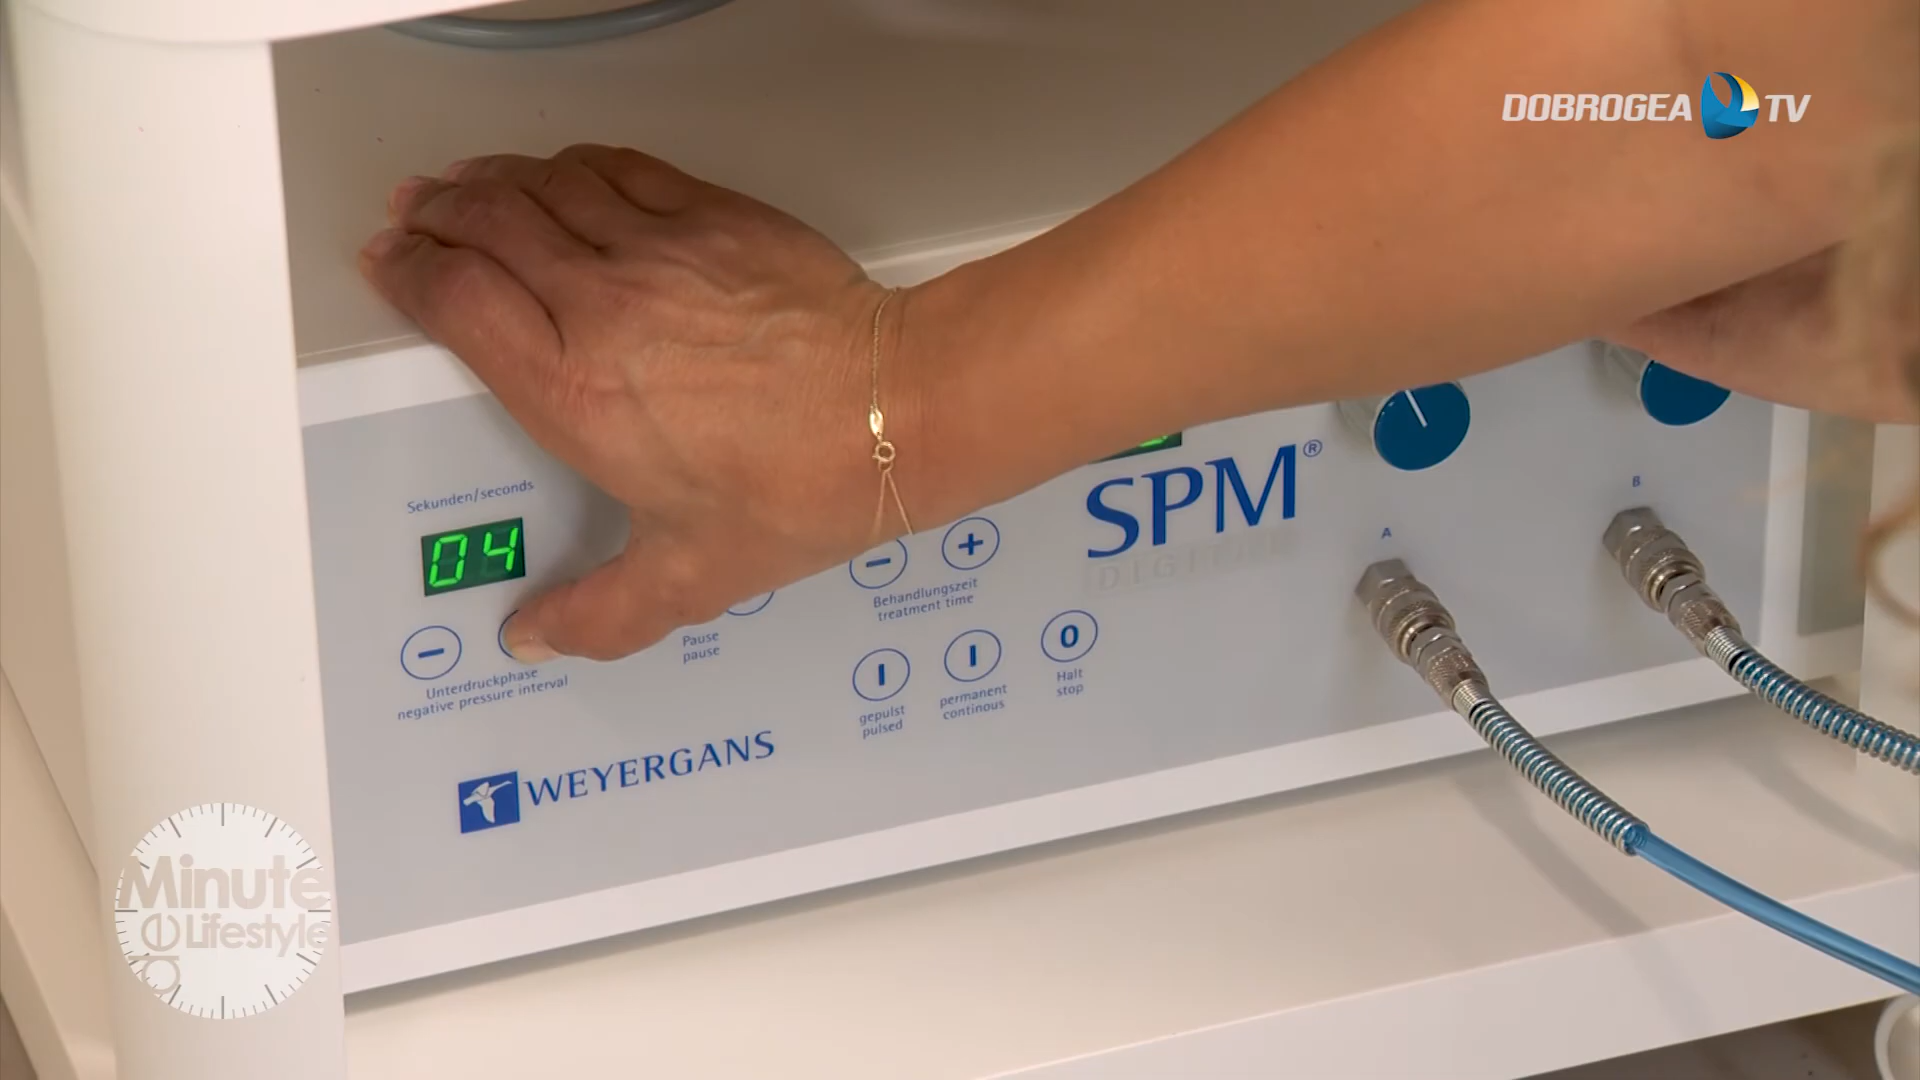 DOBROGEA TV
Sekunden/seconds
04
−
Unterdruckphase
negative pressure interval
Pause
pause
− +
Behandlungszeit
treatment time
I
gepulst
pulsed
I
permanent
continous
0
Halt
stop
SPM®
DIGITAL
A
B
WEYERGANS
Minute
Lifestyle